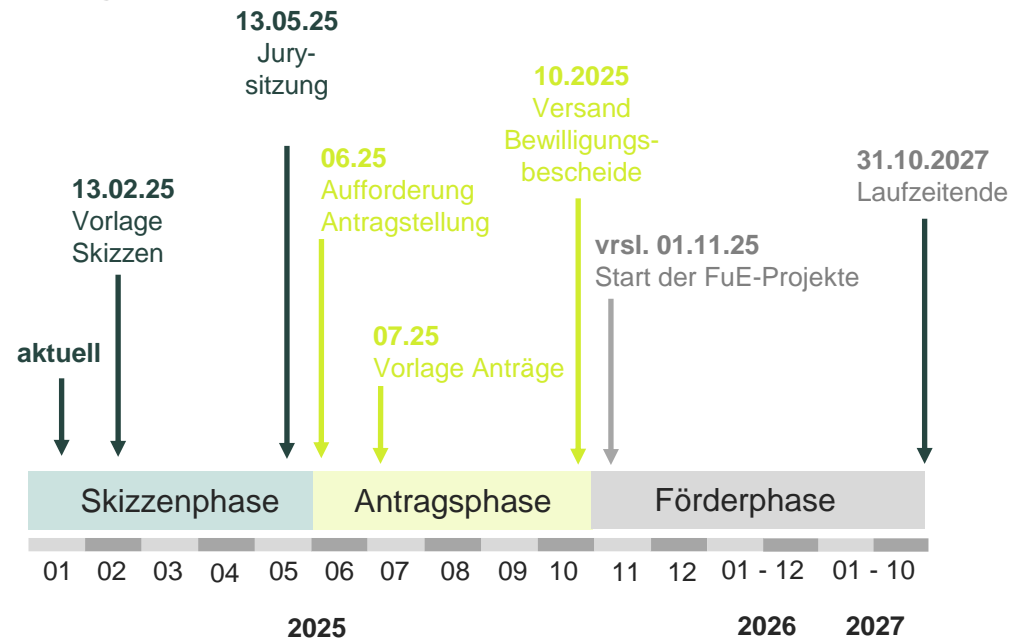 13.05.25
Jury-
sitzung
10.2025
Versand
Bewilligungs-
bescheide
06.25
Aufforderung
Antragstellung
31.10.2027
Laufzeitende
13.02.25
Vorlage
Skizzen
vrsl. 01.11.25
Start der FuE-Projekte
07.25
Vorlage Anträge
aktuell
Skizzenphase
Antragsphase
Förderphase
01 02 03 04 05 06 07 08 09 10 11 12 01 - 12 01 - 10
2025 2026 2027